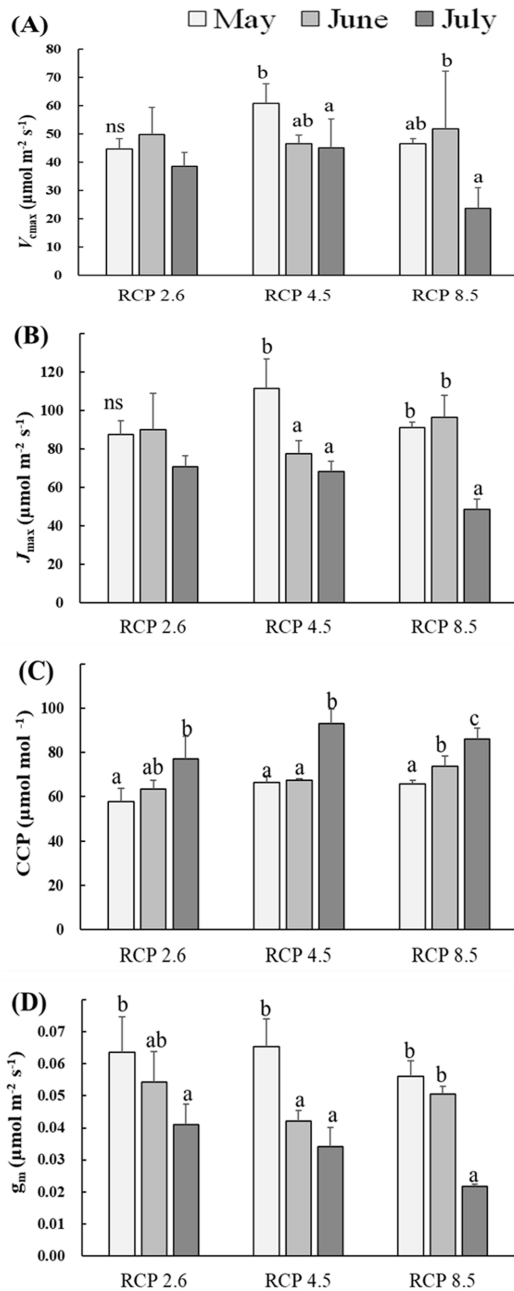 (A) May June July
V_cmax (μmol m⁻² s⁻¹)
80
70
60
50
40
30
20
10
0
ns
b
ab
a
ab
b
a
RCP 2.6 RCP 4.5 RCP 8.5
(B)
J_max (μmol m⁻² s⁻¹)
120
100
80
60
40
20
0
ns
b
a
a
b
b
a
RCP 2.6 RCP 4.5 RCP 8.5
(C)
CCP (μmol mol ⁻¹)
100
80
60
40
20
0
a
ab
b
a
a
b
a
b
c
RCP 2.6 RCP 4.5 RCP 8.5
(D)
g_m (μmol m⁻² s⁻¹)
0.07
0.06
0.05
0.04
0.03
0.02
0.01
0.00
b
ab
a
b
a
a
b
b
a
RCP 2.6 RCP 4.5 RCP 8.5